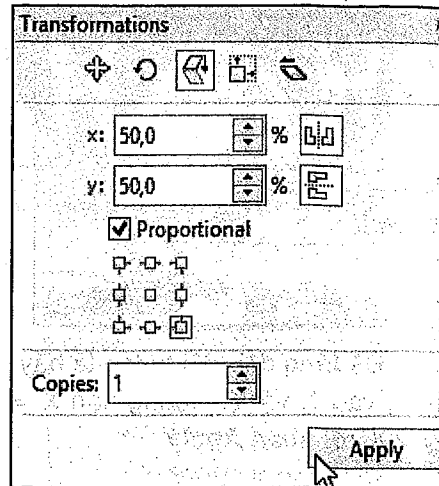 Transformations
x: 50,0 %
y: 50,0 %
Proportional
Copies: 1
Apply